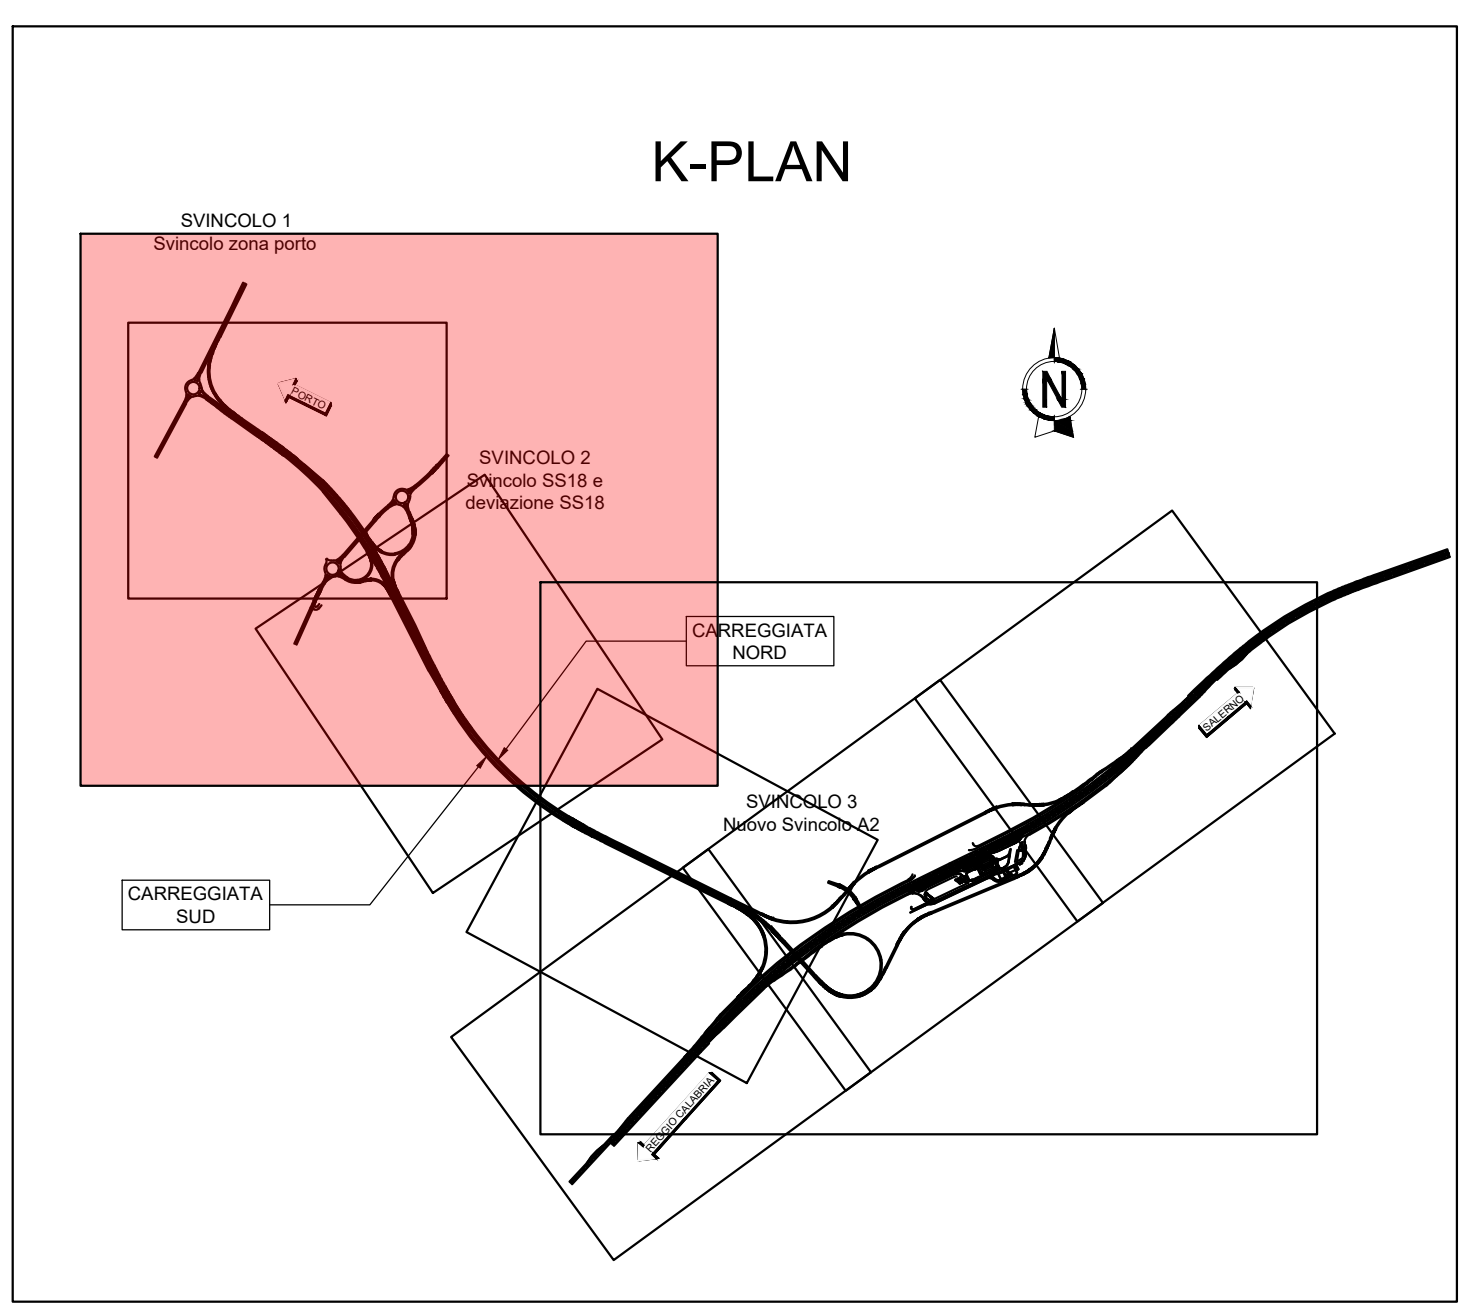 K-PLAN
SVINCOLO 1
Svincolo zona porto
PORTO
N
SVINCOLO 2
Svincolo SS18 e
deviazione SS18
CARREGGIATA
NORD
SALERNO
SVINCOLO 3
Nuovo Svincolo A2
CARREGGIATA
SUD
REGGIO CALABRIA